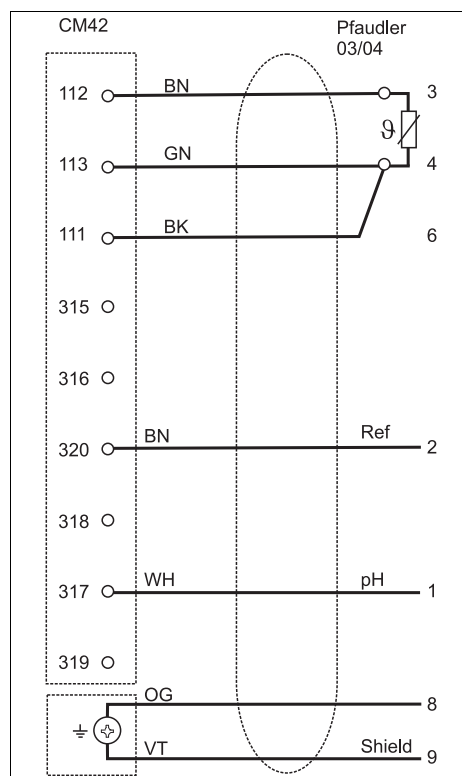 CM42 Pfaudler
03/04
112 BN 3
ϑ
113 GN 4
111 BK 6
315
316
320 BN Ref 2
318
317 WH pH 1
319
OG 8
VT Shield 9